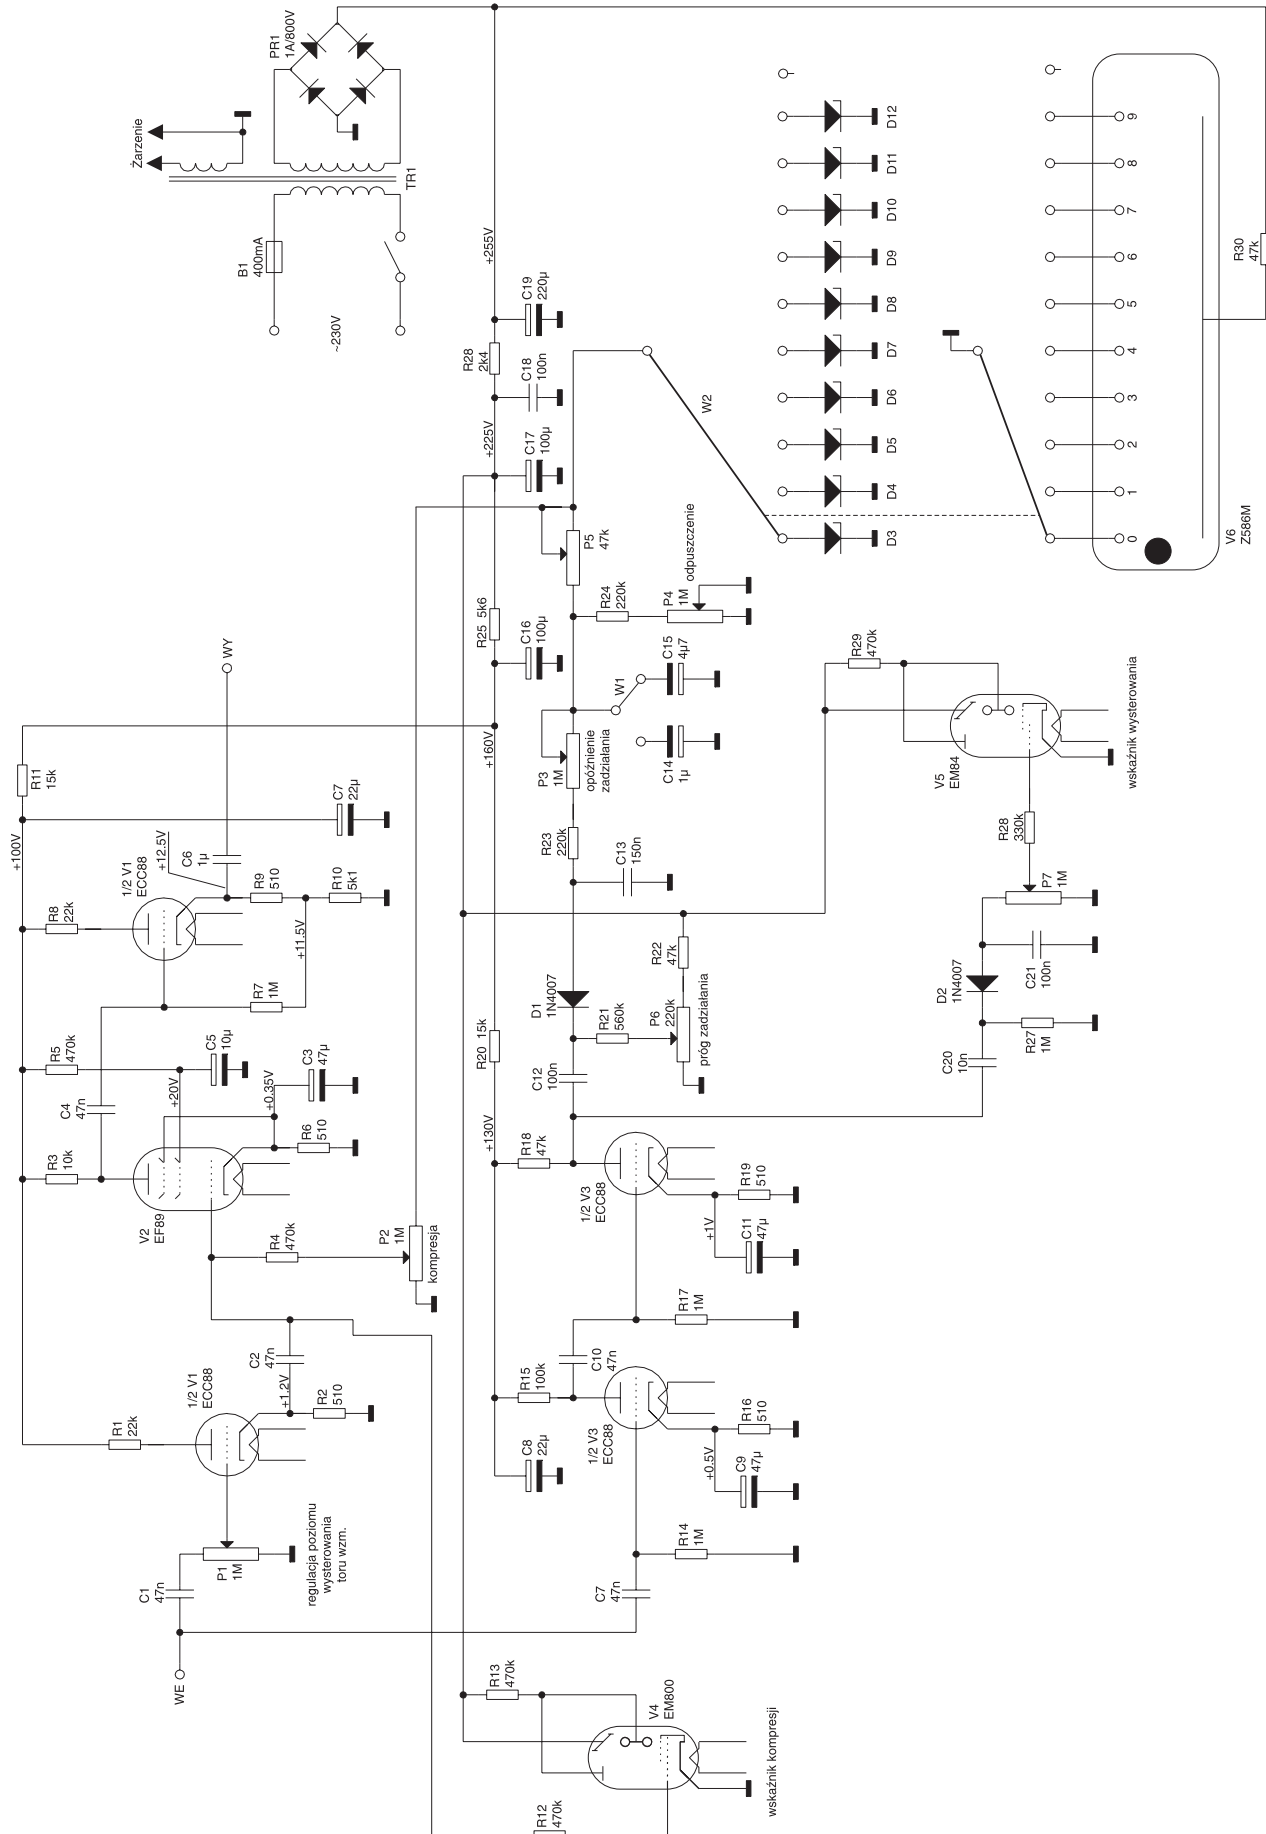 PR1
1A/800V
Żarzenie
TR1
B1
400mA
~230V
+255V
C19
220µ
R28
2k4
C18
100n
+225V
C17
100µ
W2
D12
D11
D10
D9
D8
D7
D6
D5
D4
D3
9
8
7
6
5
4
3
2
1
0
V6
Z586M
R30
47k
P5
47k
R24
220k
P4
1M
odpuszczenie
R25 5k6
C16
100µ
WY
W1
C15
4µ7
C14
1µ
P3
1M
opóźnienie
zadziałania
+160V
R11
15k
+100V
C7
22µ
R29
470k
V5
EM84
wskaźnik wysterowania
R28
330k
P7
1M
R23
220k
C13
150n
1/2 V1
ECC88
+12.5V
C6
1µ
R8
22k
R9
510
R10
5k1
+11.5V
R7
1M
R22
47k
P6
220k
próg zadziałania
R21
560k
D1
1N4007
D2
1N4007
C21
100n
R27
1M
C20
10n
R20 15k
C12
100n
R5
470k
C5
10µ
C3
47µ
+20V
+0.35V
C4
47n
R3
10k
R6
510
V2
EF89
+130V
R18
47k
1/2 V3
ECC88
R19
510
+1V
C11
47µ
R4
470k
P2
1M
kompresja
R17
1M
C10
47n
R15
100k
1/2 V3
ECC88
R16
510
+0.5V
C9
47µ
C8
22µ
C2
47n
+1.2V
R2
510
1/2 V1
ECC88
R1
22k
regulacja poziomu
wysterowania
toru wzm.
P1
1M
C1
47n
WE
R14
1M
C7
47n
R13
470k
V4
EM800
wskaźnik kompresji
R12
470k